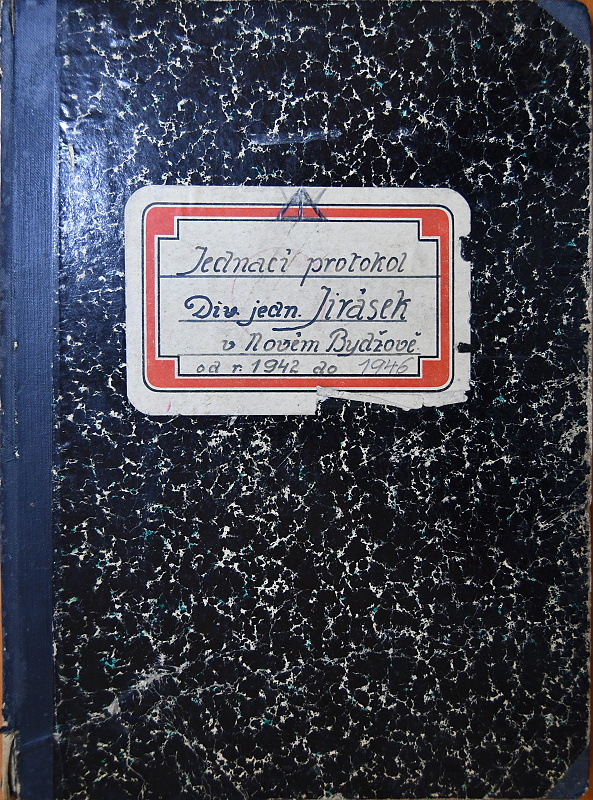 Jednací protokol
Div. jedn. Jirásek
v Novém Bydžově.
od r. 1942 do 1946